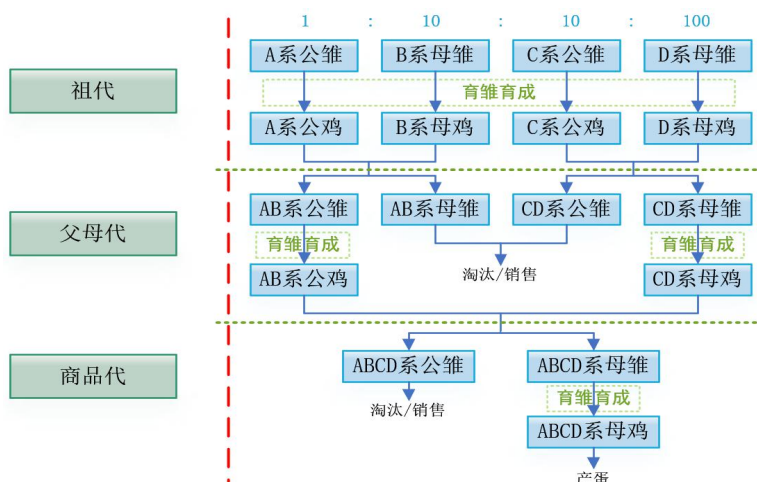 1 : 10 : 10 : 100
祖代
A系公雏 B系母雏 C系公雏 D系母雏
育雏育成
A系公鸡 B系母鸡 C系公鸡 D系母鸡
父母代
AB系公雏 AB系母雏 CD系公雏 CD系母雏
育雏育成 育雏育成
淘汰/销售
AB系公鸡 CD系母鸡
商品代
ABCD系公雏 ABCD系母雏
育雏育成
淘汰/销售
ABCD系母鸡
产蛋